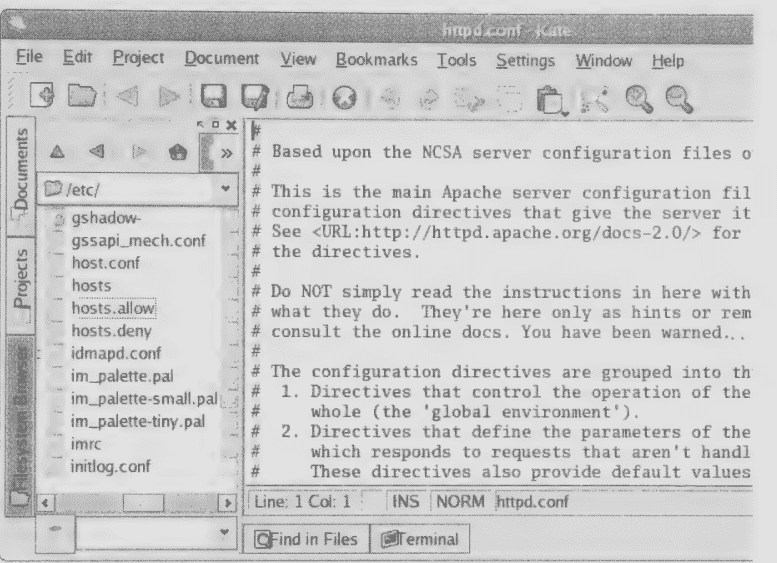 httpd.conf - Kate
File Edit Project Document View Bookmarks Tools Settings Window Help
Documents
Projects
Filesystem Browser
/etc/
gshadow-
gssapi_mech.conf
host.conf
hosts
hosts.allow
hosts.deny
idmapd.conf
im_palette.pal
im_palette-small.pal
im_palette-tiny.pal
imrc
initlog.conf
#
# Based upon the NCSA server configuration files o
#
# This is the main Apache server configuration fil
# configuration directives that give the server it
# See <URL:http://httpd.apache.org/docs-2.0/> for
# the directives.
#
# Do NOT simply read the instructions in here with
# what they do.  They're here only as hints or rem
# consult the online docs. You have been warned...
#
# The configuration directives are grouped into th
#  1. Directives that control the operation of the
#     whole (the 'global environment').
#  2. Directives that define the parameters of the
#     which responds to requests that aren't handl
#     These directives also provide default values
Line: 1 Col: 1 INS NORM httpd.conf
Find in Files Terminal